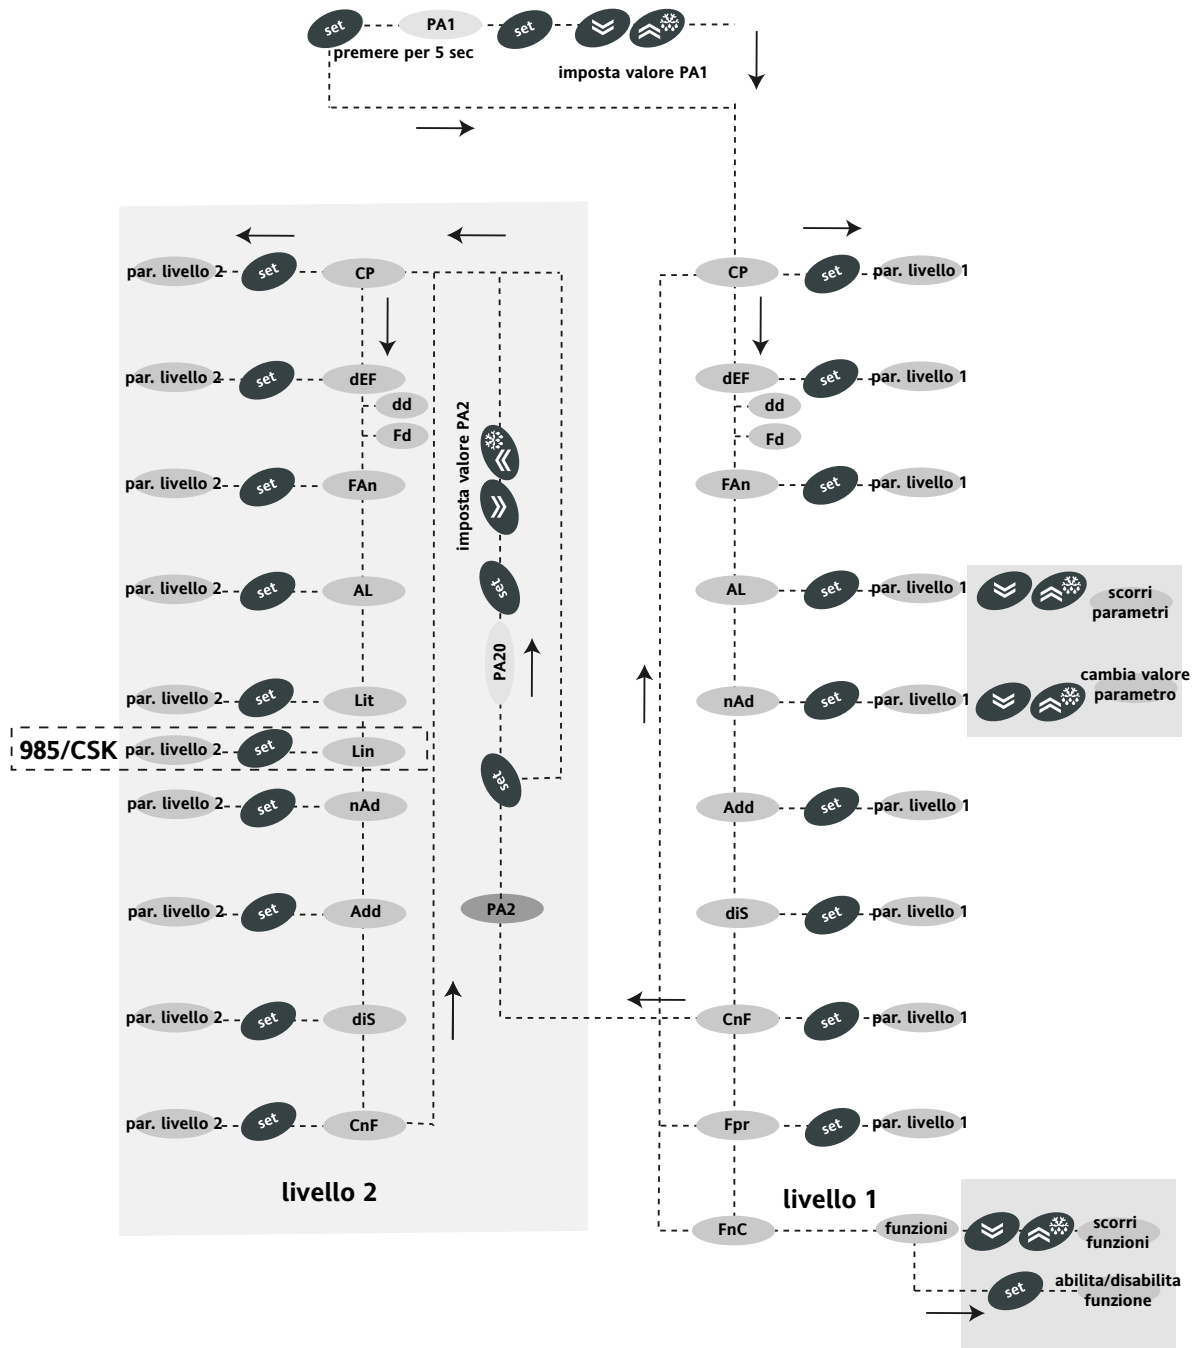 set PA1 set
premere per 5 sec
imposta valore PA1
par. livello 2 set CP
par. livello 2 set dEF
dd
Fd
par. livello 2 set FAn
par. livello 2 set AL
par. livello 2 set Lit
985/CSK par. livello 2 set Lin
par. livello 2 set nAd
par. livello 2 set Add
par. livello 2 set diS
par. livello 2 set CnF
livello 2
imposta valore PA2
set
PA20
set
PA2
CP set par. livello 1
dEF set par. livello 1
dd
Fd
FAn set par. livello 1
AL set par. livello 1
scorri
parametri
nAd set par. livello 1
cambia valore
parametro
Add set par. livello 1
diS set par. livello 1
CnF set par. livello 1
Fpr set par. livello 1
livello 1
FnC funzioni
scorri
funzioni
set
abilita/disabilita
funzione